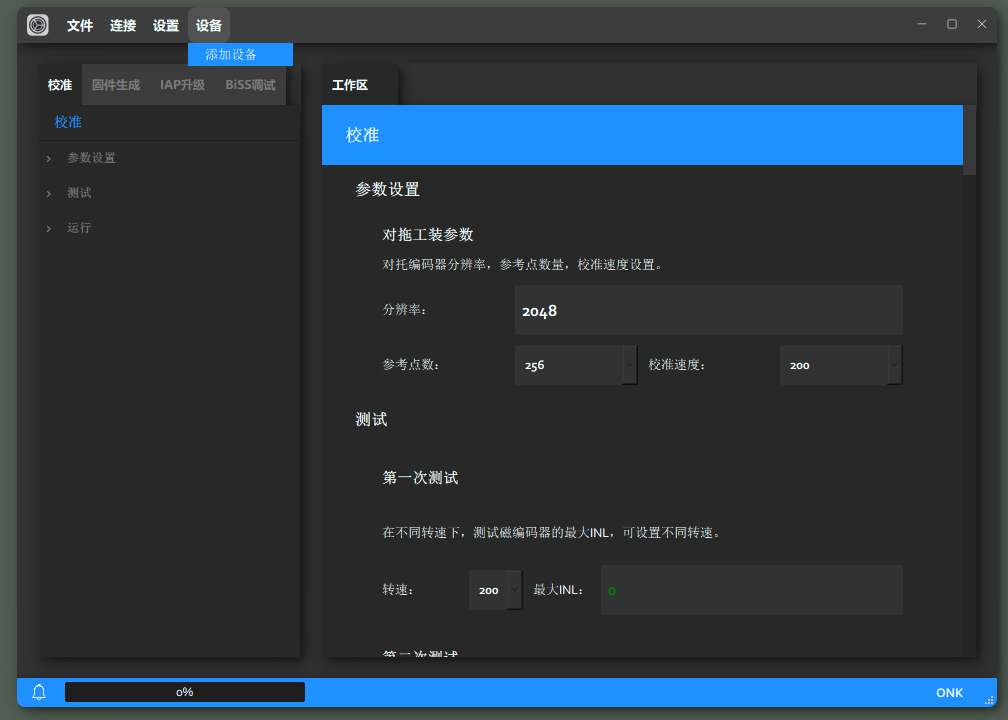 文件 连接 设置 设备
添加设备
校准 固件生成 IAP升级 BiSS调试
工作区
校准
参数设置
测试
运行
校准
参数设置
对拖工装参数
对托编码器分辨率，参考点数量，校准速度设置。
分辨率： 2048
参考点数： 256 校准速度： 200
测试
第一次测试
在不同转速下，测试磁编码器的最大INL，可设置不同转速。
转速： 200 最大INL： 0
第二次测试
0% ONK